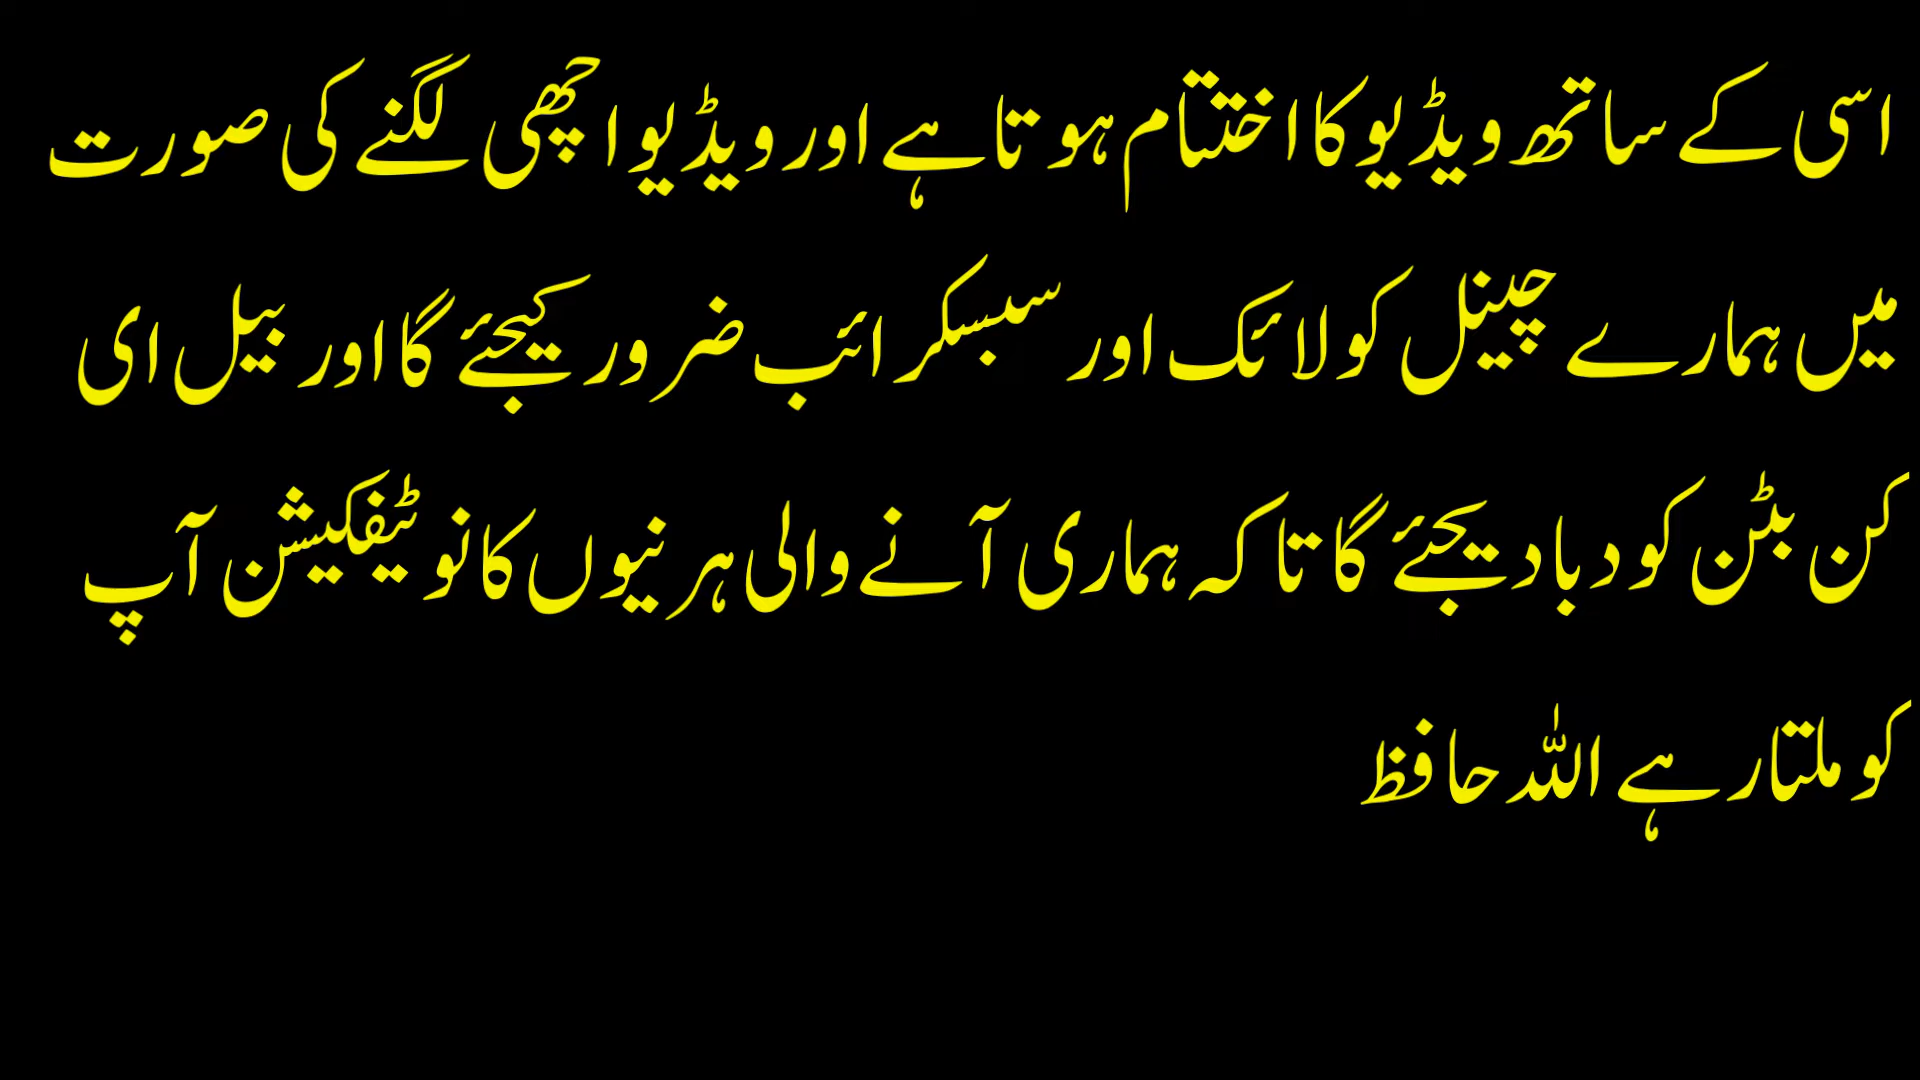 اسی کے ساتھ ویڈیو کا اختتام ہوتا ہے اور ویڈیو اچھی لگنے کی صورت
میں ہمارے چینل کو لائک اور سبسکرائب ضرور کیجئے گا اور بیل ای
کن بٹن کو دبا دیجئے گا تاکہ ہماری آنے والی ہر نیوں کا نوٹیفکیشن آپ
کو ملتا رہے اللہ حافظ